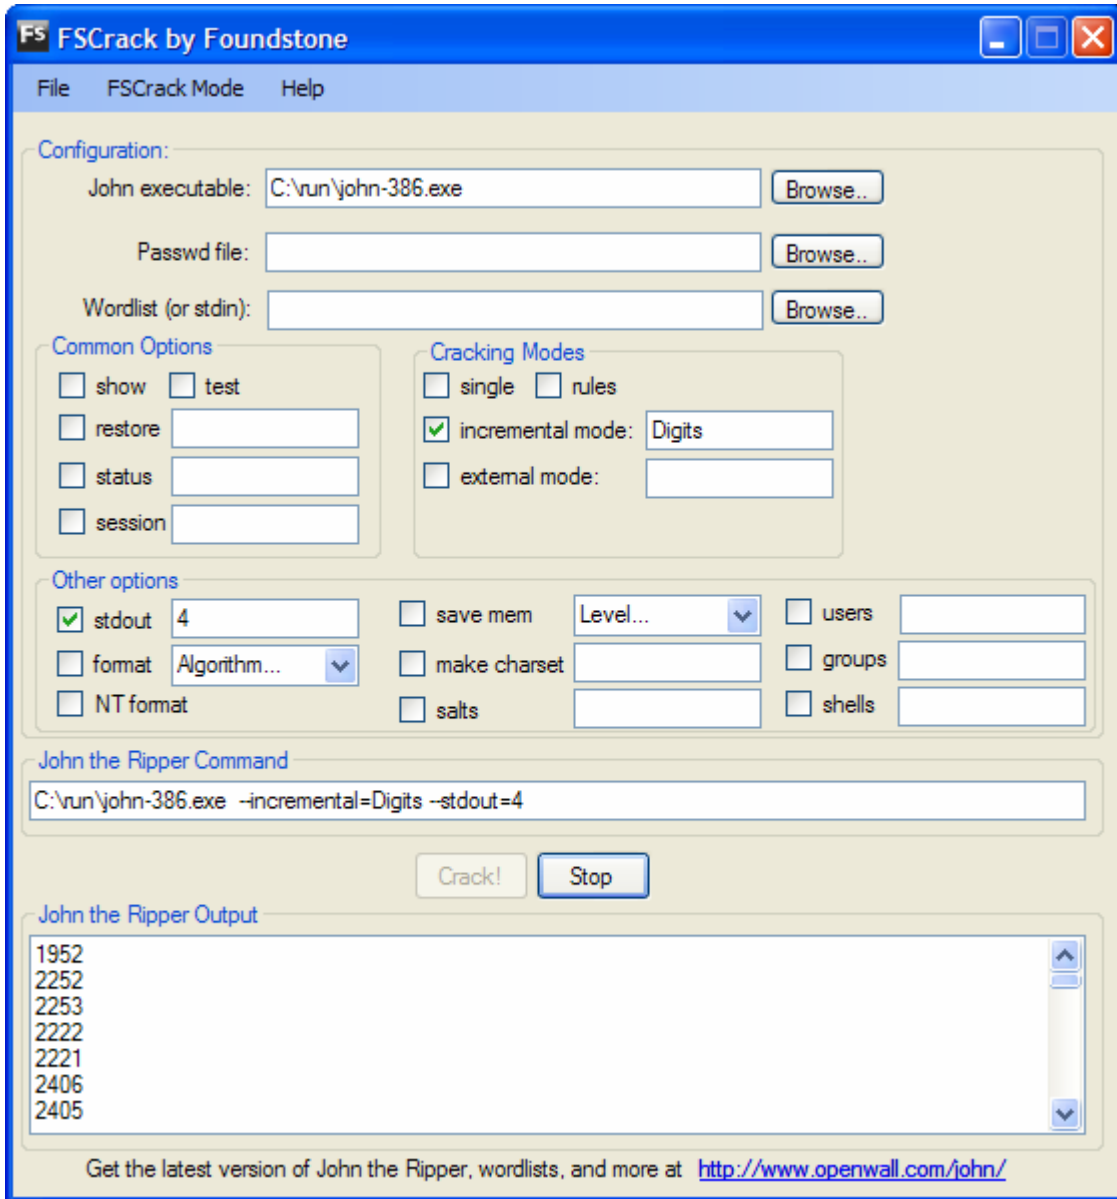 FS FSCrack by Foundstone
File FSCrack Mode Help
Configuration:
John executable: C:\run\john-386.exe Browse..
Passwd file: Browse..
Wordlist (or stdin): Browse..
Common Options
show test
restore
status
session
Cracking Modes
single rules
incremental mode: Digits
external mode:
Other options
stdout 4 save mem Level... users
format Algorithm... make charset groups
NT format salts shells
John the Ripper Command
C:\run\john-386.exe --incremental=Digits --stdout=4
Crack! Stop
John the Ripper Output
1952
2252
2253
2222
2221
2406
2405
Get the latest version of John the Ripper, wordlists, and more at http://www.openwall.com/john/